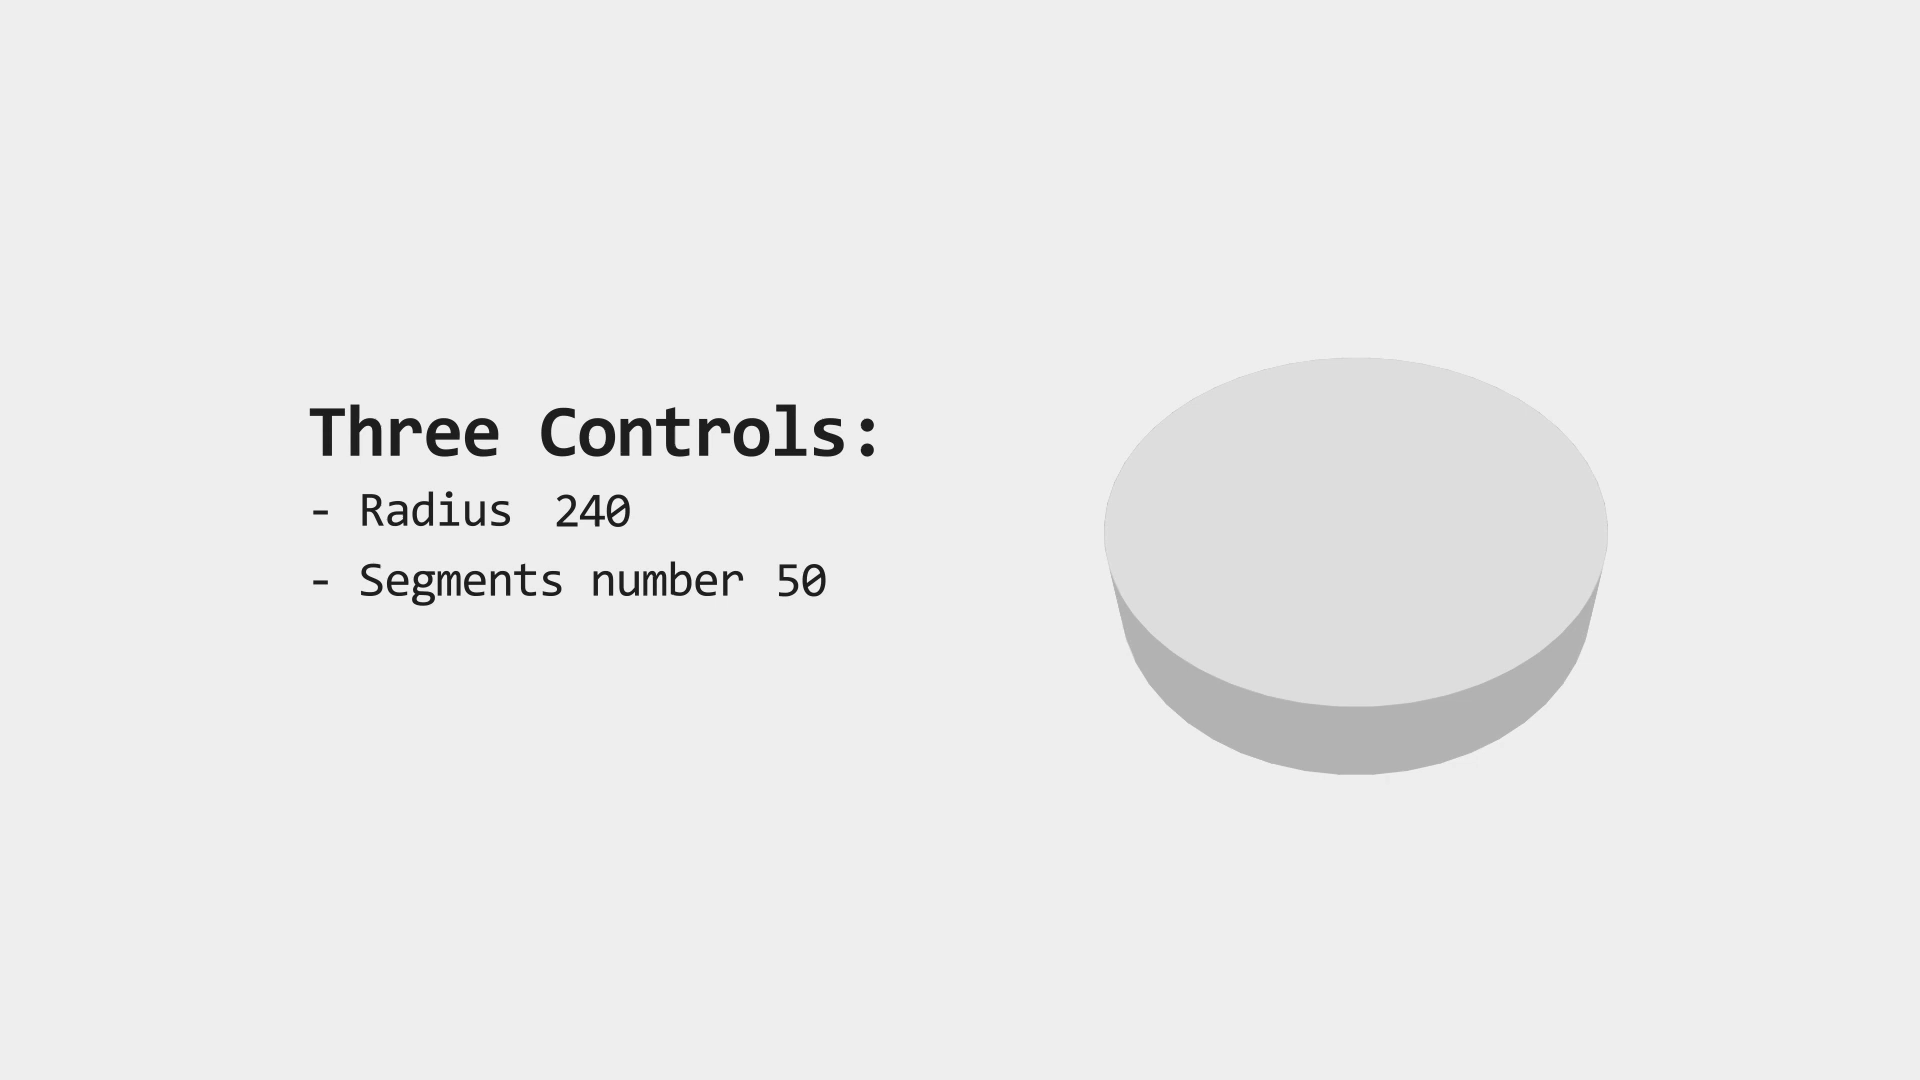 Three Controls:
- Radius 240
- Segments number 50